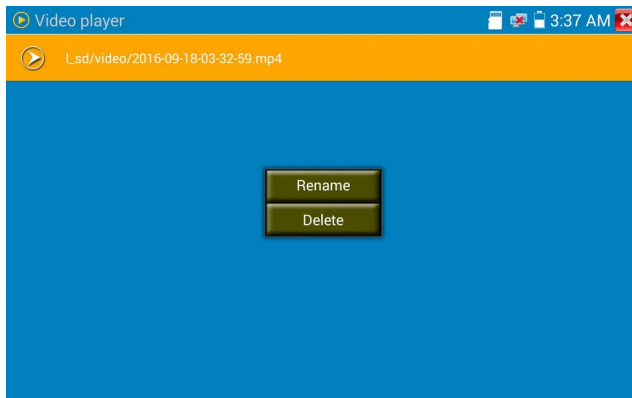 Video player
3:37 AM
l_sd/video/2016-09-18-03-32-59.mp4
Rename
Delete